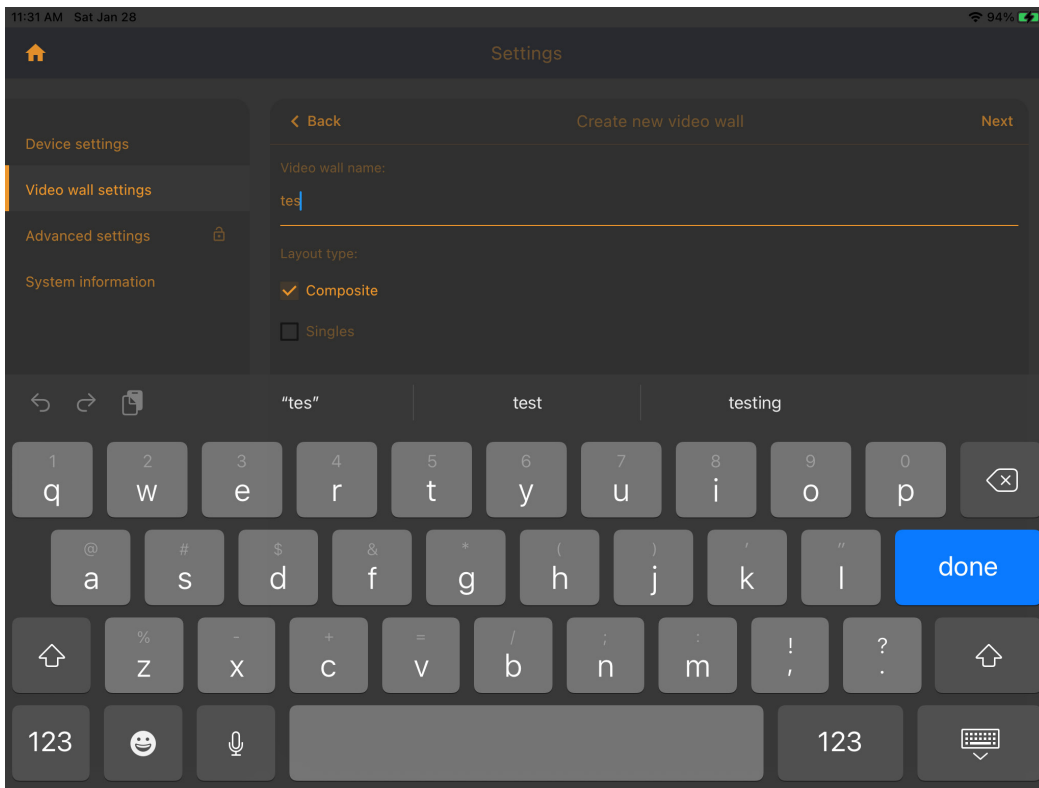 11:31 AM Sat Jan 28 94%
Settings
Back Create new video wall Next
Device settings
Video wall settings
Advanced settings
System information
Video wall name:
tes
Layout type:
Composite
Singles
“tes” test testing
1 2 3 4 5 6 7 8 9 0
q w e r t y u i o p
@ # $ & * ( ) ' "
a s d f g h j k l done
% - + = / ; : ! ?
z x c v b n m , .
123 123